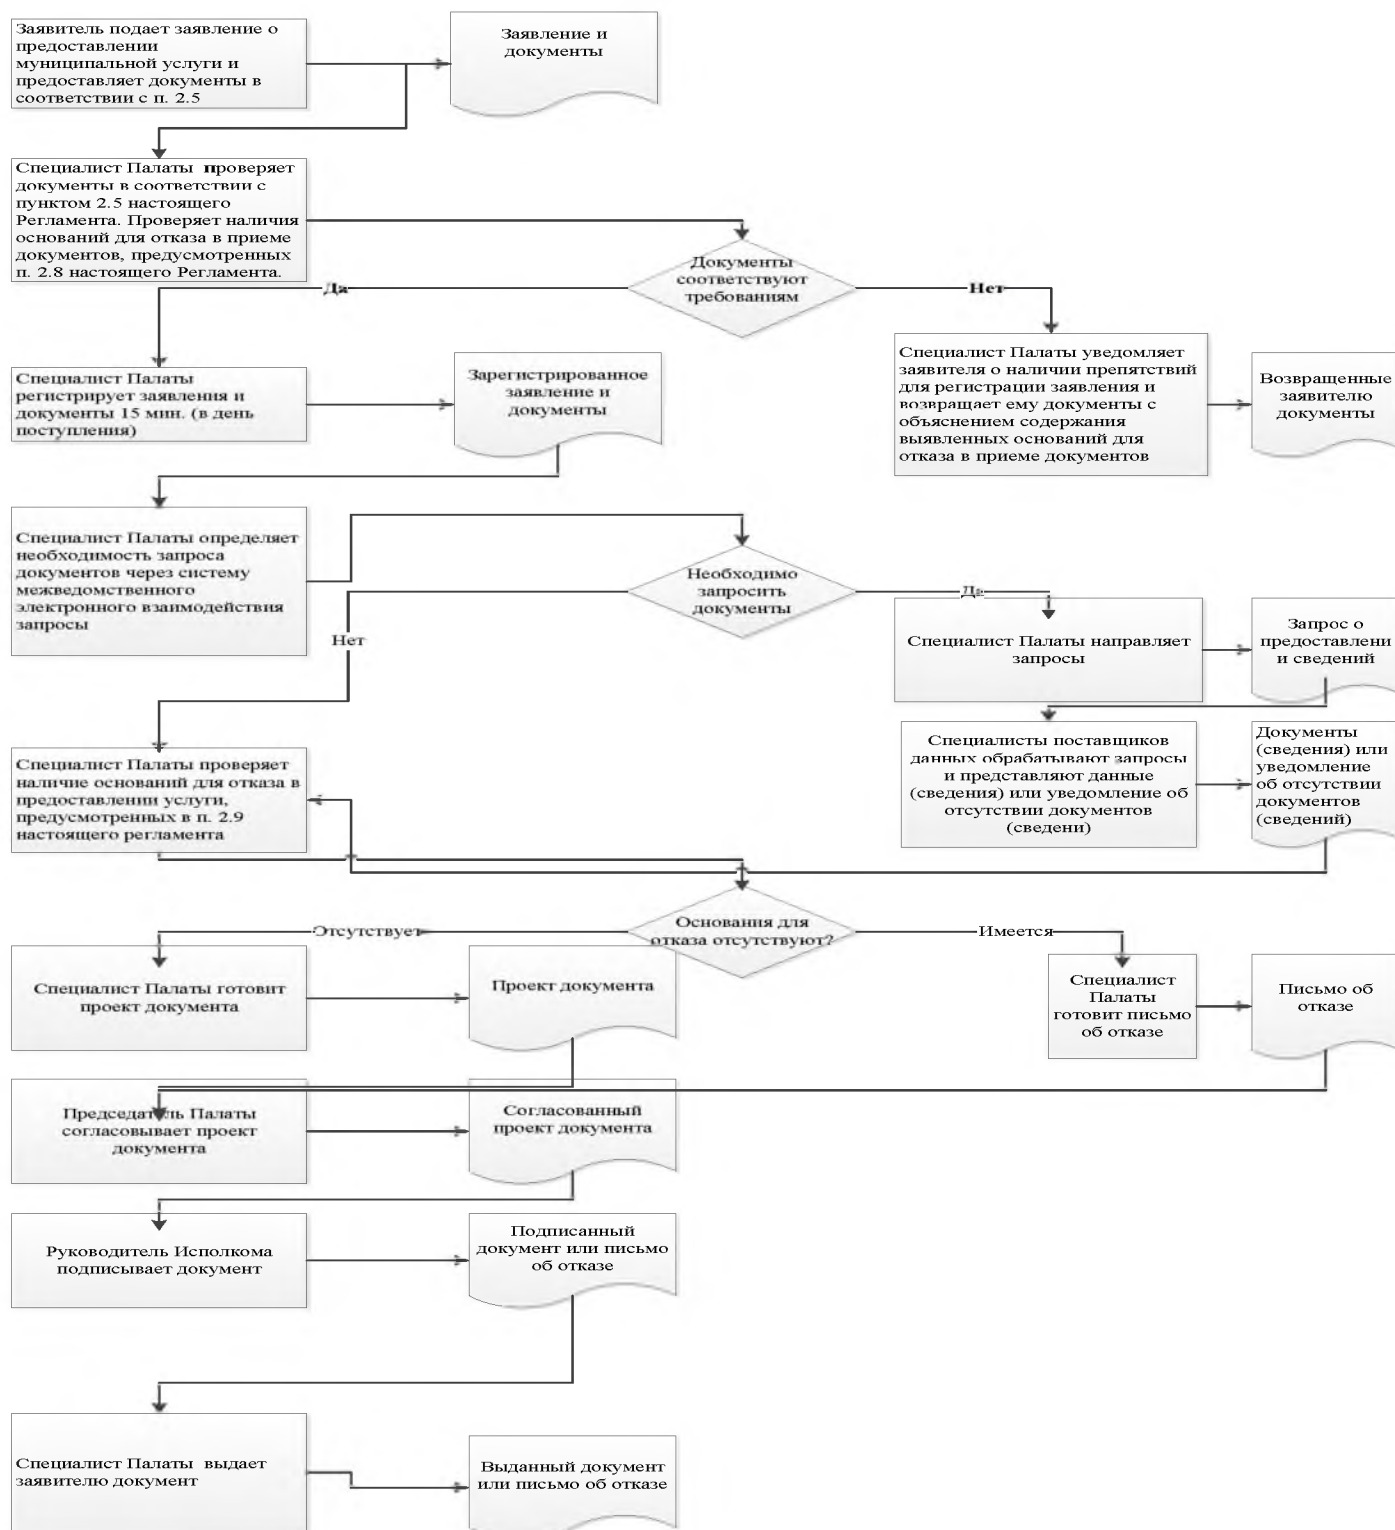 Заявитель подает заявление о
предоставлении
муниципальной услуги и
предоставляет документы в
соответствии с п. 2.5
Заявление и
документы
Специалист Палаты проверяет
документы в соответствии с
пунктом 2.5 настоящего
Регламента. Проверяет наличия
оснований для отказа в приеме
документов, предусмотренных
п. 2.8 настоящего Регламента.
Документы
соответствуют
требованиям
Да
Нет
Специалист Палаты
регистрирует заявления и
документы 15 мин. (в день
поступления)
Зарегистрированное
заявление и
документы
Специалист Палаты уведомляет
заявителя о наличии препятствий
для регистрации заявления и
возвращает ему документы с
объяснением содержания
выявленных оснований для
отказа в приеме документов
Возвращенные
заявителю
документы
Специалист Палаты определяет
необходимость запроса
документов через систему
межведомственного
электронного взаимодействия
запросы
Необходимо
запросить
документы
Да
Нет
Специалист Палаты направляет
запросы
Запрос о
предоставлени
и сведений
Специалисты поставщиков
данных обрабатывают запросы
и представляют данные
(сведения) или уведомление об
отсутствии документов
(сведени)
Документы
(сведения) или
уведомление
об отсутствии
документов
(сведений)
Специалист Палаты проверяет
наличие оснований для отказа в
предоставлении услуги,
предусмотренных в п. 2.9
настоящего регламента
Основания для
отказа отсутствуют?
Отсутствует
Имеется
Специалист Палаты готовит
проект документа
Проект документа
Специалист
Палаты
готовит письмо
об отказе
Письмо об
отказе
Председатель Палаты
согласовывает проект
документа
Согласованный
проект документа
Руководитель Исполкома
подписывает документ
Подписанный
документ или письмо
об отказе
Специалист Палаты выдает
заявителю документ
Выданный документ
или письмо об отказе